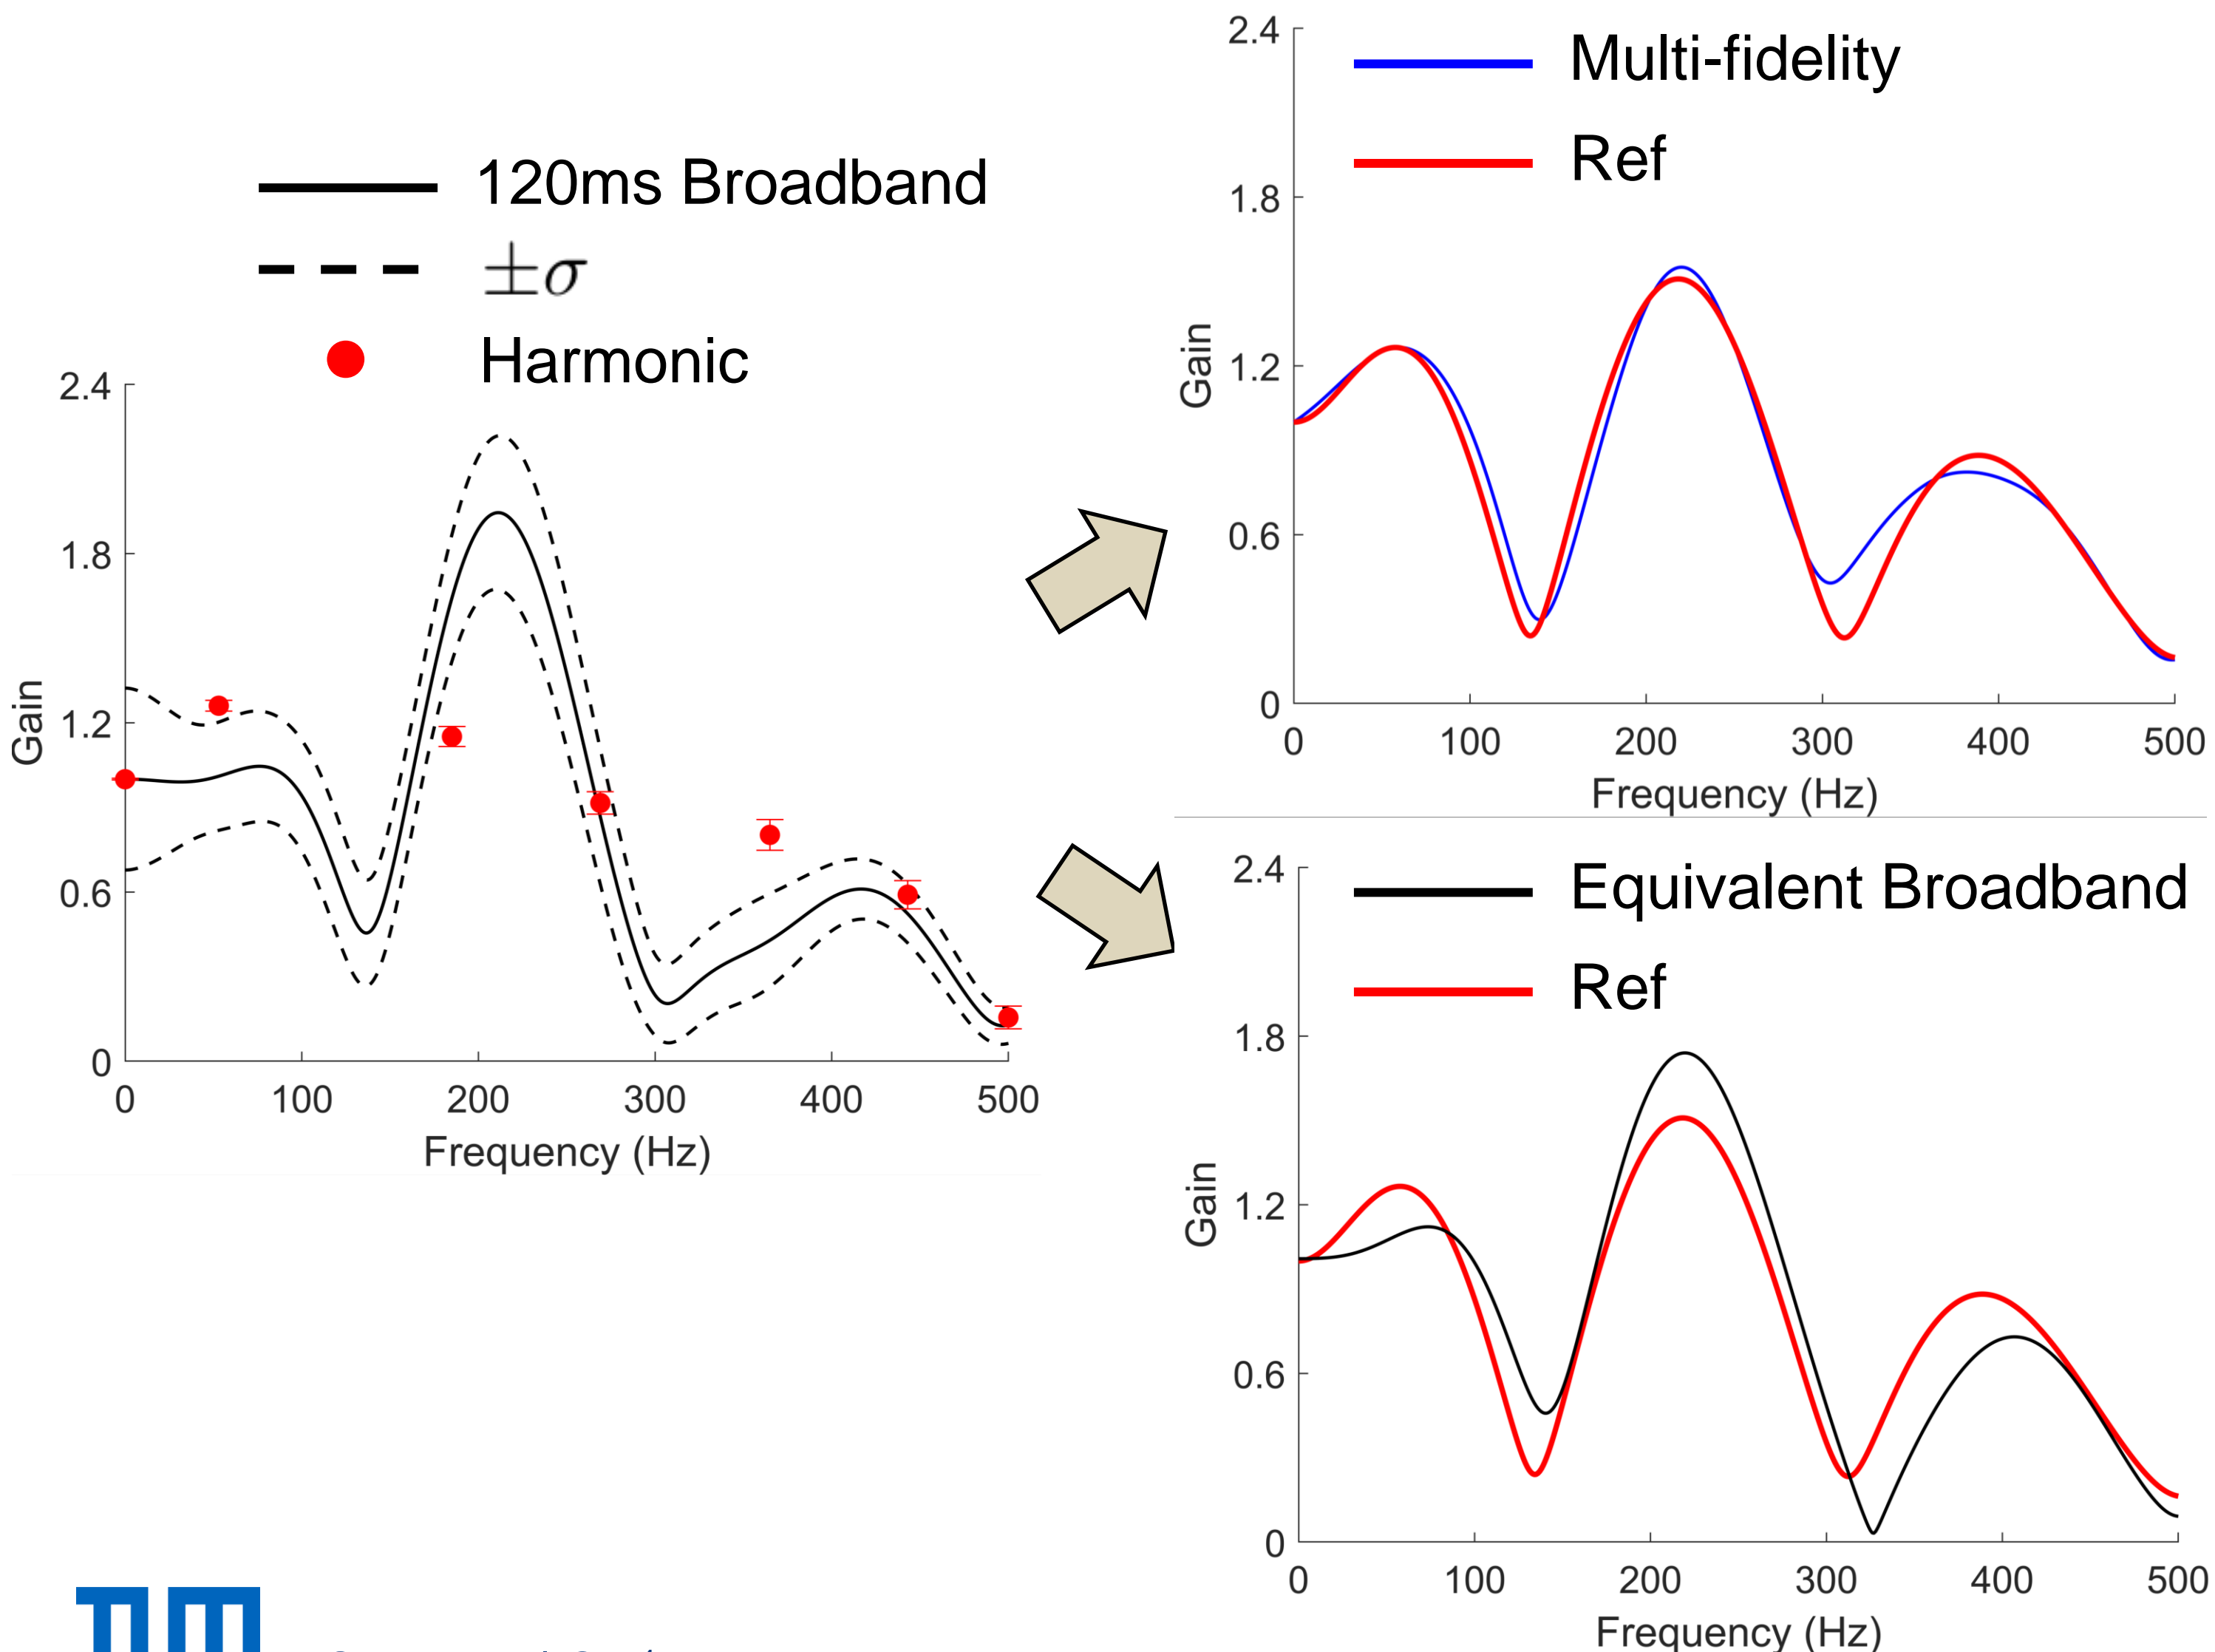 120ms Broadband
±σ
Harmonic
2.4
1.8
1.2
0.6
0
Gain
0 100 200 300 400 500
Frequency (Hz)
Multi-fidelity
Ref
2.4
1.8
1.2
0.6
0
Gain
0 100 200 300 400 500
Frequency (Hz)
Equivalent Broadband
Ref
2.4
1.8
1.2
0.6
0
Gain
0 100 200 300 400 500
Frequency (Hz)